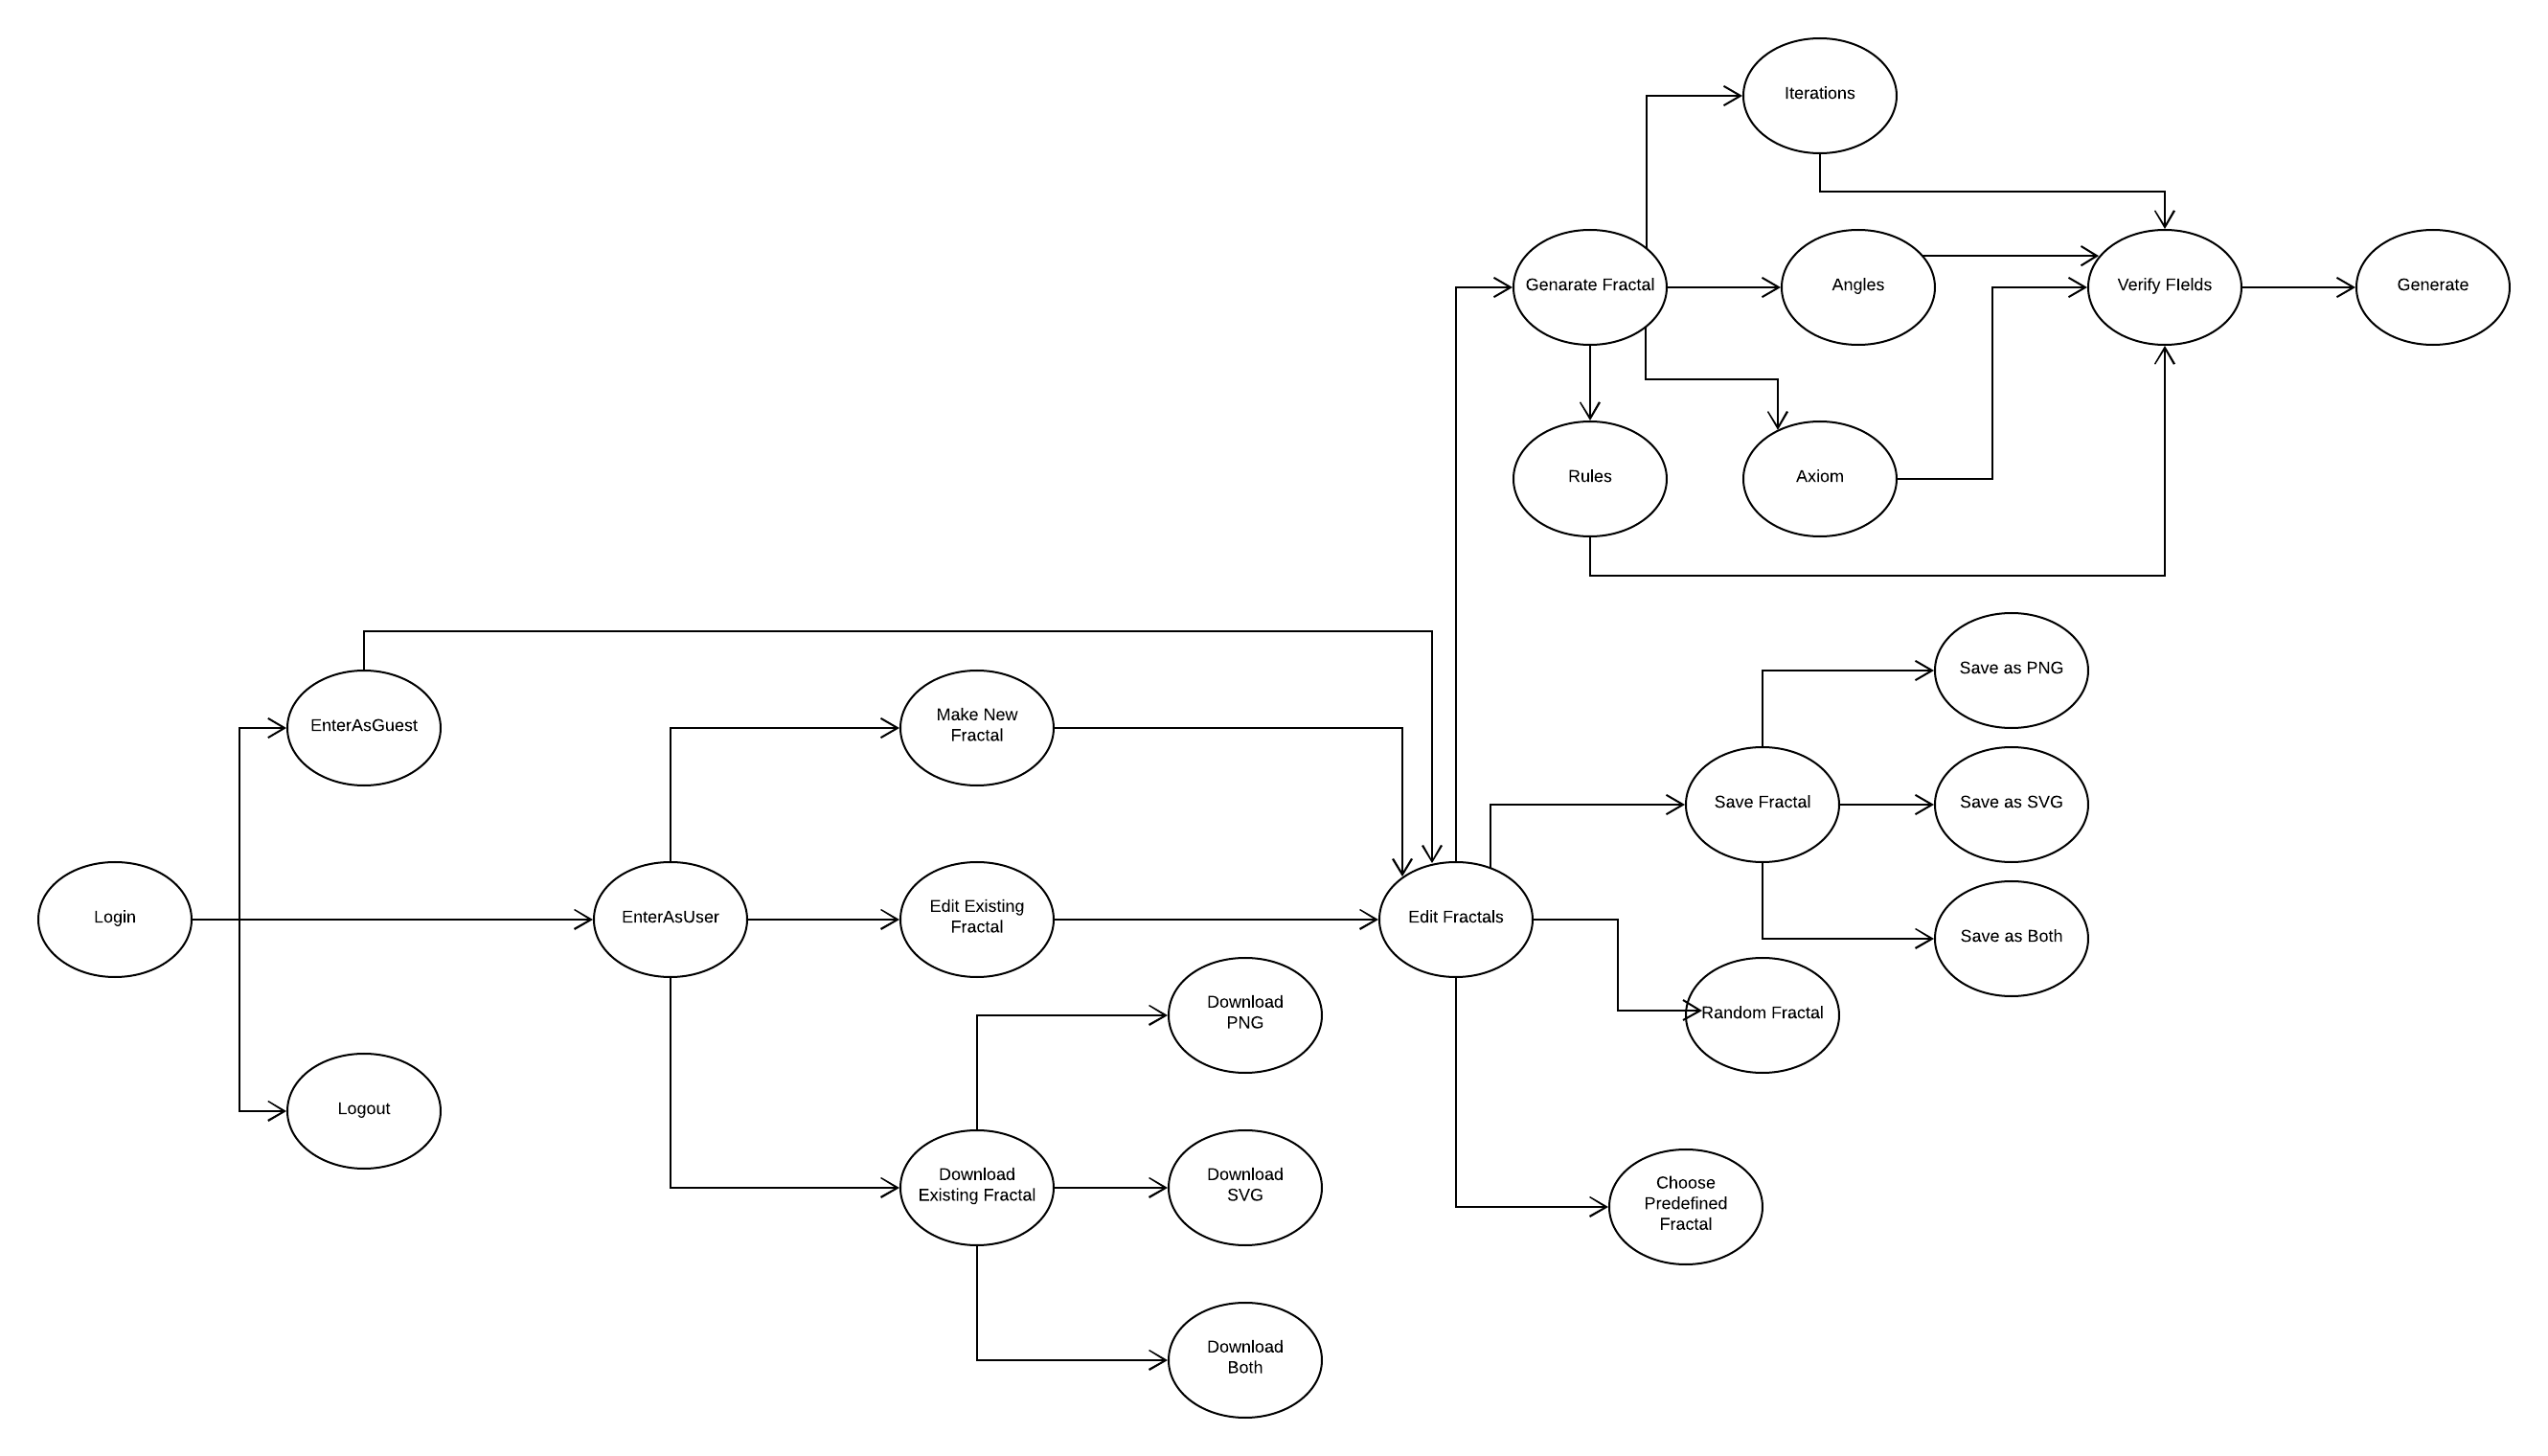 Iterations
Genarate Fractal
Angles
Verify FIelds
Generate
Rules
Axiom
Save as PNG
EnterAsGuest
Make New
Fractal
Save Fractal
Save as SVG
Login
EnterAsUser
Edit Existing
Fractal
Edit Fractals
Save as Both
Download
PNG
Random Fractal
Logout
Download
Existing Fractal
Download
SVG
Choose
Predefined
Fractal
Download
Both